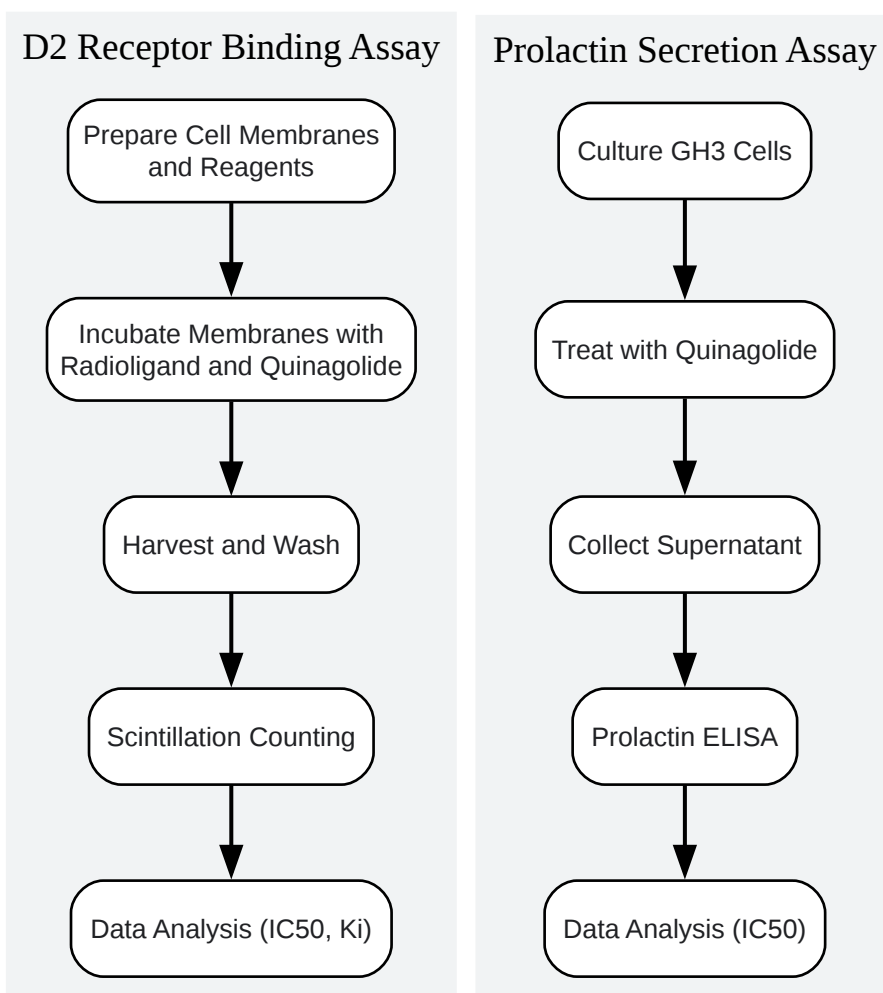 D2 Receptor Binding Assay
Prepare Cell Membranes
and Reagents
Incubate Membranes with
Radioligand and Quinagolide
Harvest and Wash
Scintillation Counting
Data Analysis (IC50, Ki)
Prolactin Secretion Assay
Culture GH3 Cells
Treat with Quinagolide
Collect Supernatant
Prolactin ELISA
Data Analysis (IC50)